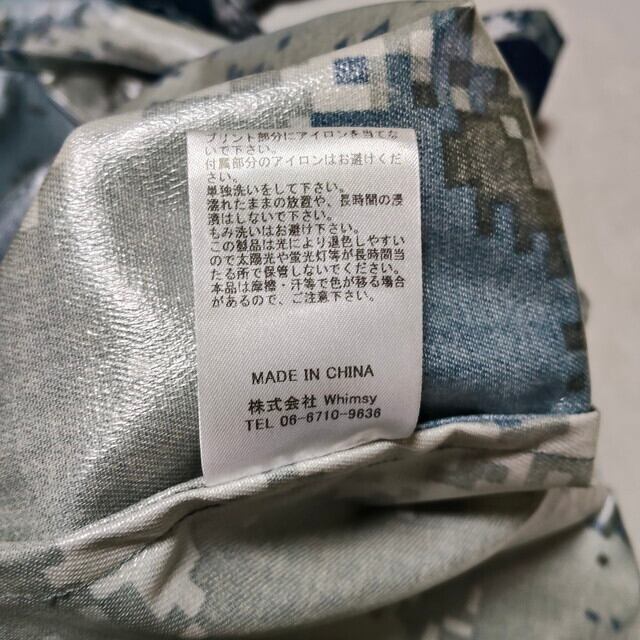 プリント部分にアイロンを当てな
いで下さい。
付属部分のアイロンはお避けくだ
さい。
単独洗いをして下さい。
濡れたままの放置や、長時間の浸
漬はしないで下さい。
もみ洗いはお避け下さい。
この製品は光により退色しやすい
ので太陽光や蛍光灯等が長時間当
たる所で保管しないでください。
本品は摩擦・汗等で色が移る場合
があるので、ご注意下さい。
MADE IN CHINA
株式会社 Whimsy
TEL 06-6710-9636